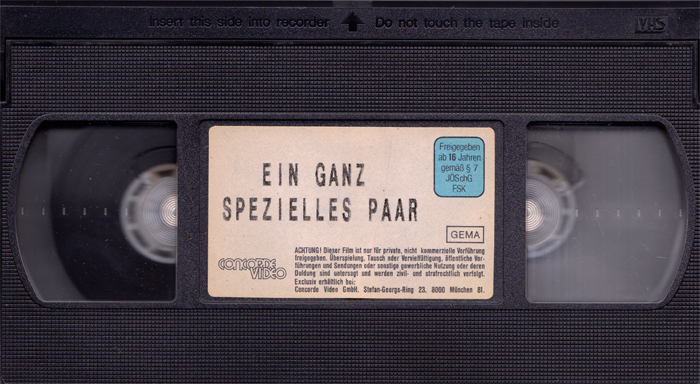 Insert this side into recorder Do not touch the tape inside
VHS
EIN GANZ
SPEZIELLES PAAR
Freigegeben
ab 16 Jahren
gemäß § 7
JÖSchG
FSK
GEMA
CONCORDE
VIDEO
ACHTUNG! Dieser Film ist nur für private, nicht kommerzielle Vorführung
freigegeben. Überspielung, Tausch oder Vervielfältigung, öffentliche Vor-
führungen und Sendungen oder sonstige gewerbliche Nutzung oder deren
Duldung sind untersagt und werden zivil- und strafrechtlich verfolgt.
Exclusiv erhältlich bei:
Concorde Video GmbH, Stefan-George-Ring 23, 8000 München 81.